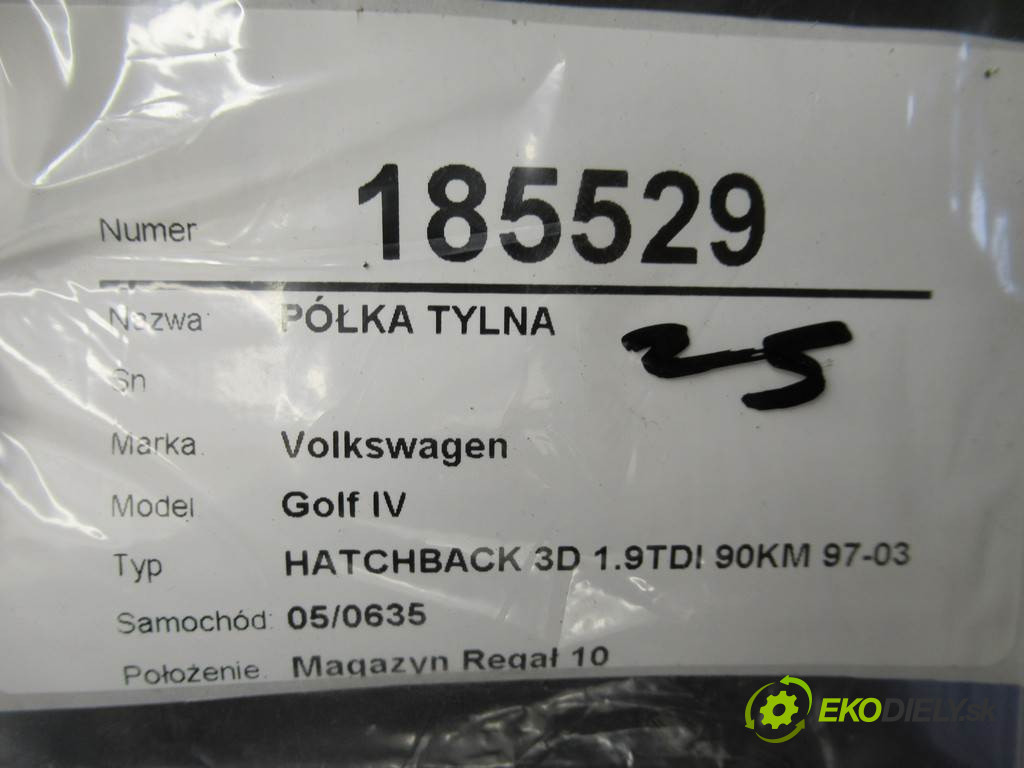 Numer 185529
Nazwa PÓŁKA TYLNA
25
Sn
Marka Volkswagen
Model Golf IV
Typ HATCHBACK 3D 1.9TDI 90KM 97-03
Samochód: 05/0635
Położenie. Magazyn Regał 10
EKODIELY.sk